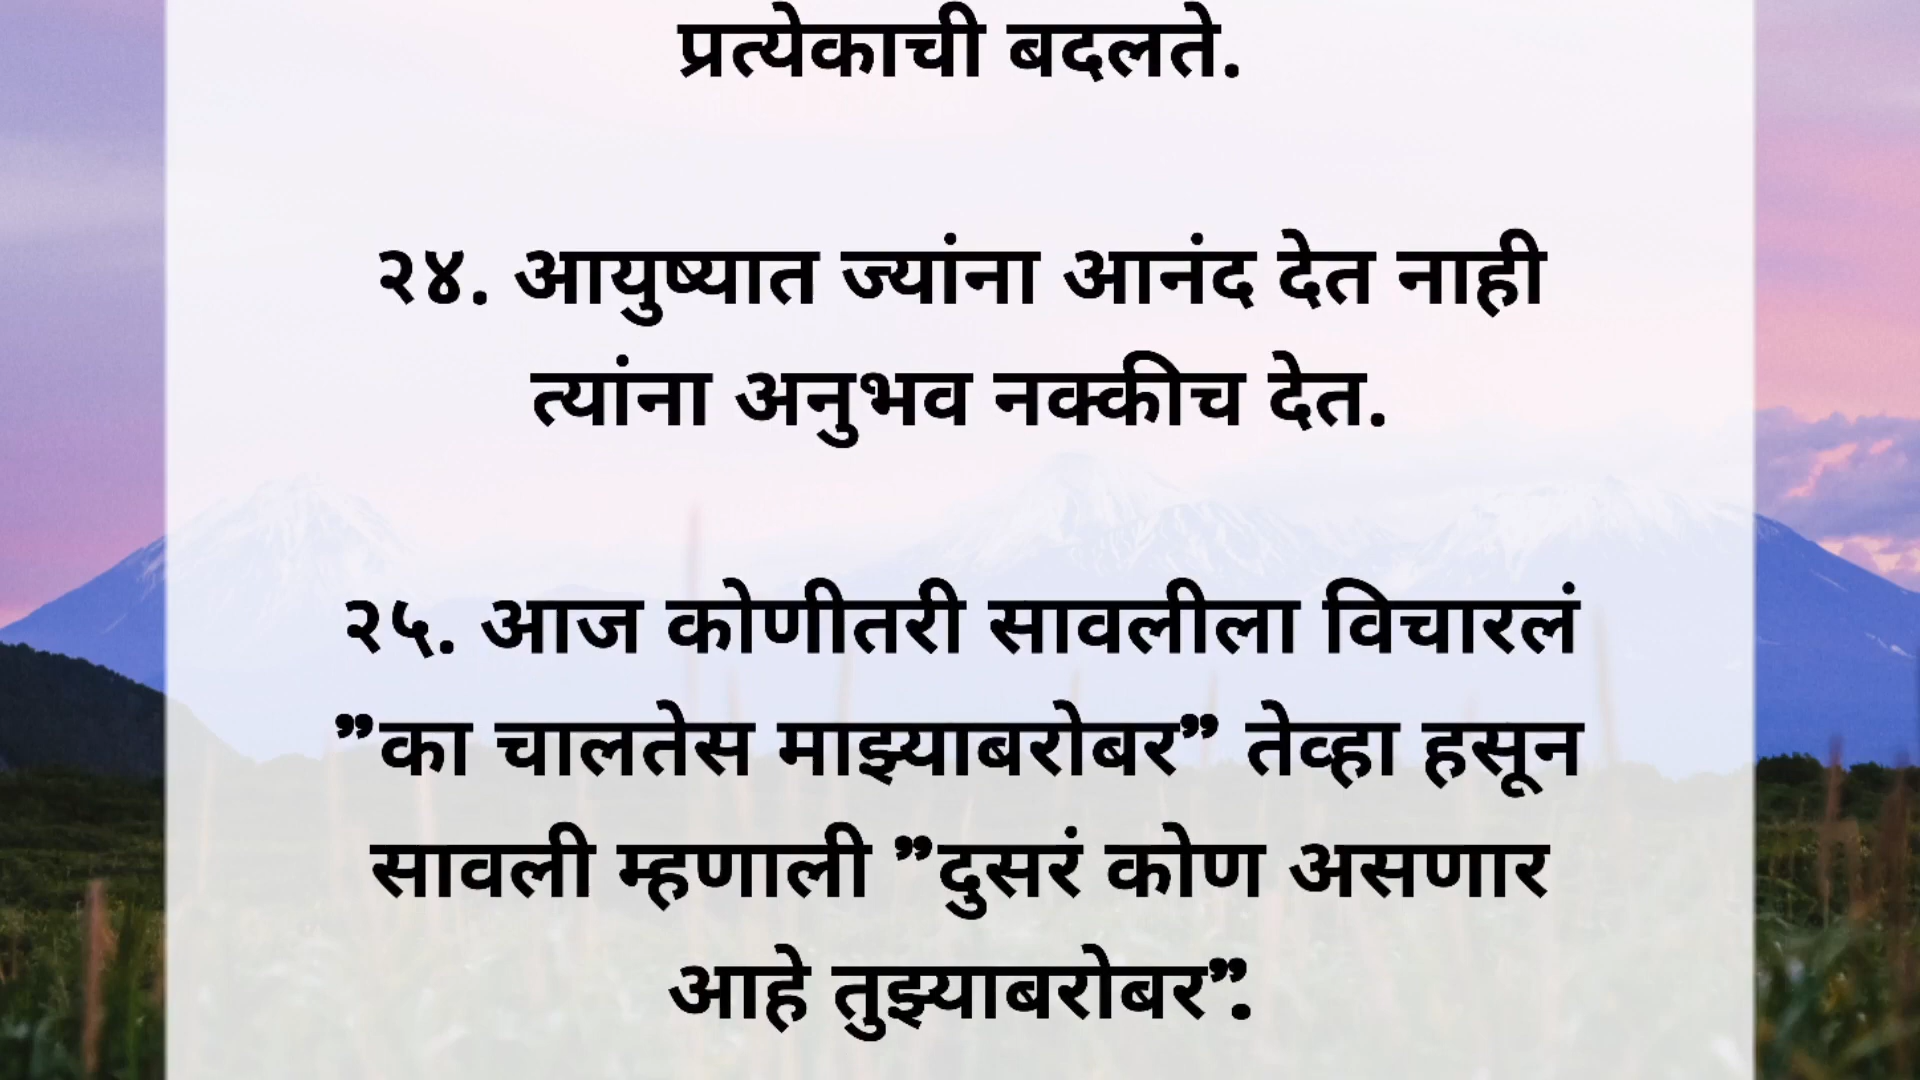 प्रत्येकाची बदलते.
२४. आयुष्यात ज्यांना आनंद देत नाही
त्यांना अनुभव नक्कीच देत.
२५. आज कोणीतरी सावलीला विचारलं
”का चालतेस माझ्याबरोबर” तेव्हा हसून
सावली म्हणाली ”दुसरं कोण असणार
आहे तुझ्याबरोबर”.